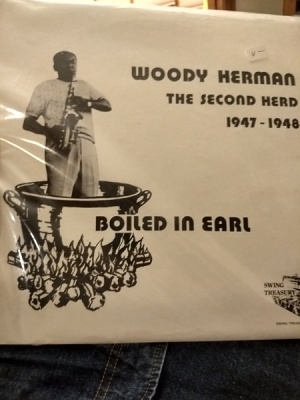 WOODY HERMAN
THE SECOND HERD
1947-1948
BOILED IN EARL
SWING
TREASURY